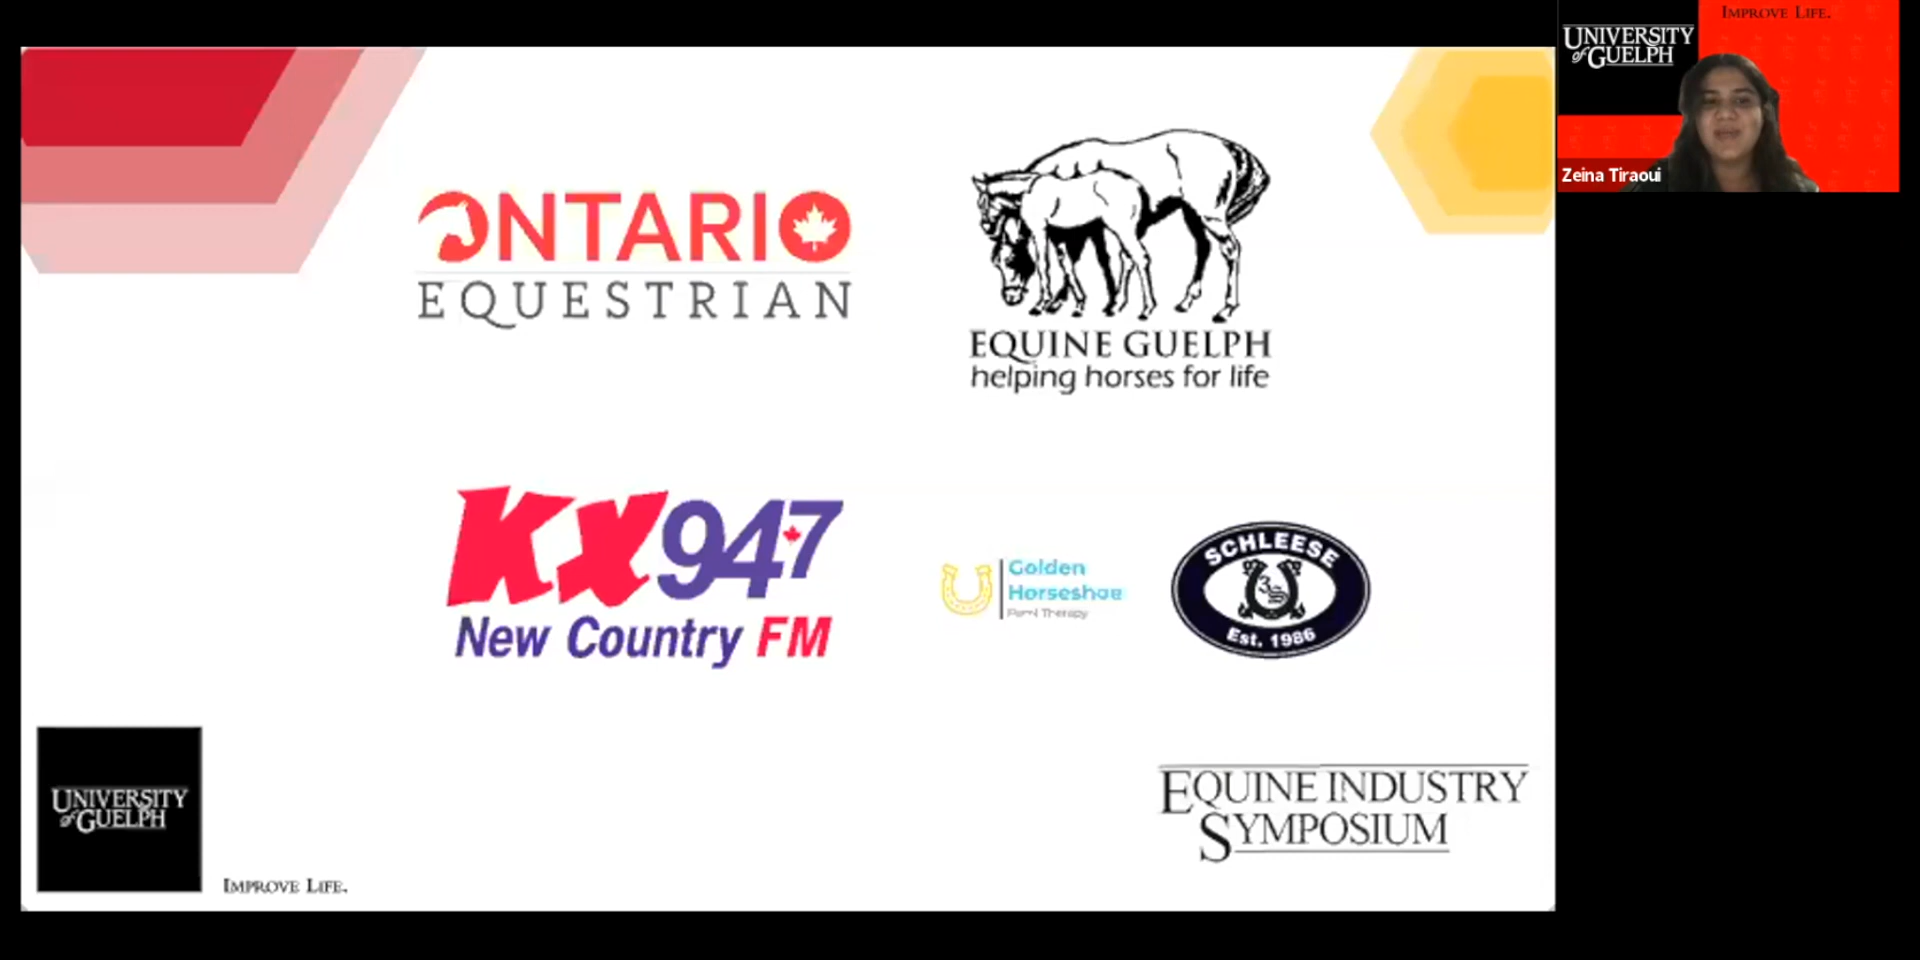 ONTARIO
EQUESTRIAN
EQUINE GUELPH
helping horses for life
KX947
New Country FM
Golden
Horseshoe
Therapy
SCHLEESE
Est. 1986
UNIVERSITY
of GUELPH
IMPROVE LIFE.
EQUINE INDUSTRY
SYMPOSIUM
IMPROVE LIFE.
UNIVERSITY
of GUELPH
Zeina Tiraoui